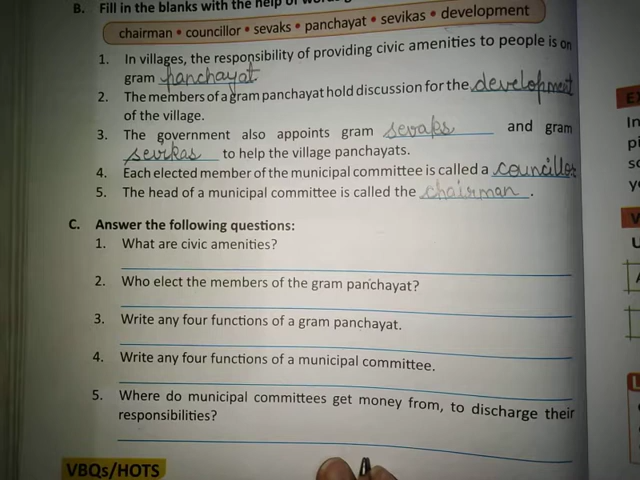 B. Fill in the blanks with the help of
chairman • councillor • sevaks • panchayat • sevikas • development
1. In villages, the responsibility of providing civic amenities to people is on
gram panchayat
2. The members of a gram panchayat hold discussion for the development
of the village.
3. The government also appoints gram sevaks and gram
sevikas to help the village panchayats.
4. Each elected member of the municipal committee is called a councillor
5. The head of a municipal committee is called the chairman.
C. Answer the following questions:
1. What are civic amenities?
2. Who elect the members of the gram panchayat?
3. Write any four functions of a gram panchayat.
4. Write any four functions of a municipal committee.
5. Where do municipal committees get money from, to discharge their
responsibilities?
VBQs/HOTS